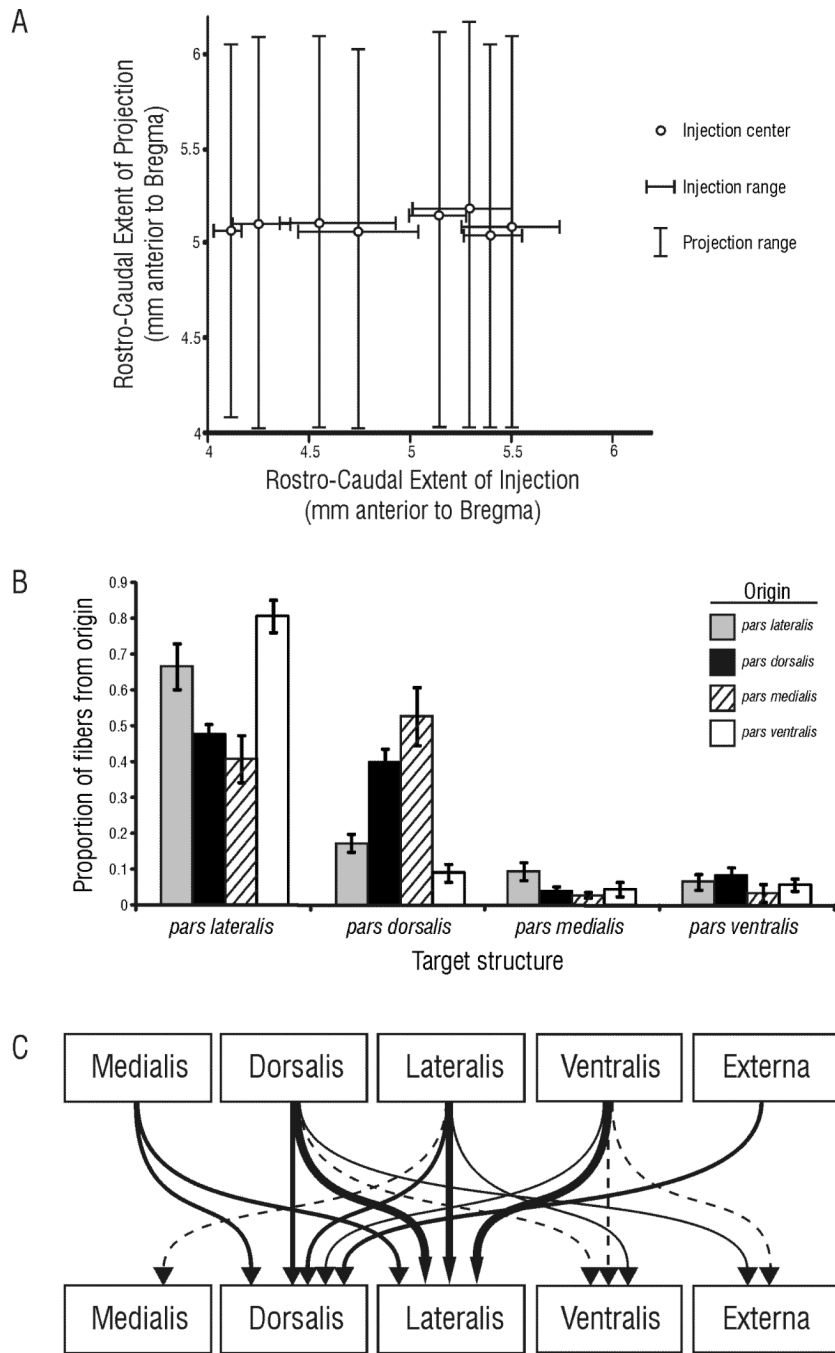 A
Rostro-Caudal Extent of Projection
(mm anterior to Bregma)
6
5.5
5
4.5
4
4
4.5
5
5.5
6
Rostro-Caudal Extent of Injection
(mm anterior to Bregma)
Injection center
Injection range
Projection range
B
Proportion of fibers from origin
0.9
0.8
0.7
0.6
0.5
0.4
0.3
0.2
0.1
0
Origin
pars lateralis
pars dorsalis
pars medialis
pars ventralis
pars lateralis
pars dorsalis
pars medialis
pars ventralis
Target structure
C
Medialis
Dorsalis
Lateralis
Ventralis
Externa
Medialis
Dorsalis
Lateralis
Ventralis
Externa